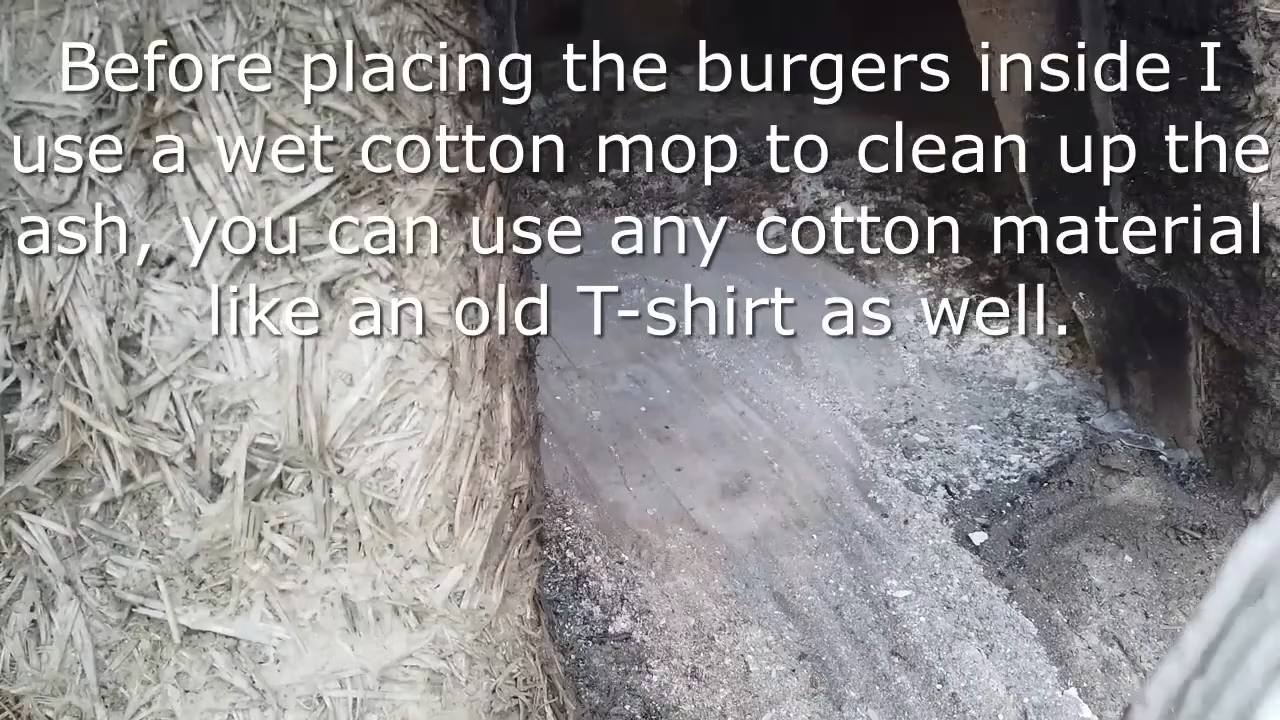 Before placing the burgers inside I
use a wet cotton mop to clean up the
ash, you can use any cotton material
like an old T-shirt as well.